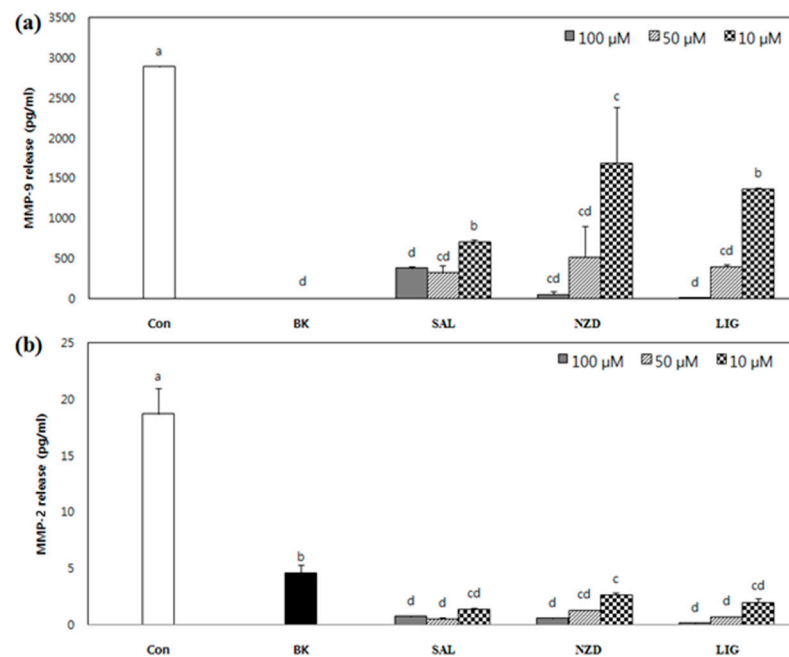 (a)
3500
3000
2500
2000
1500
1000
500
0
MMP-9 release (pg/ml)
100 μM 50 μM 10 μM
a
d
d cd b
cd cd c
d cd b
Con BK SAL NZD LIG
(b)
25
20
15
10
5
0
MMP-2 release (pg/ml)
100 μM 50 μM 10 μM
a
b
d d cd
d cd c
d d cd
Con BK SAL NZD LIG